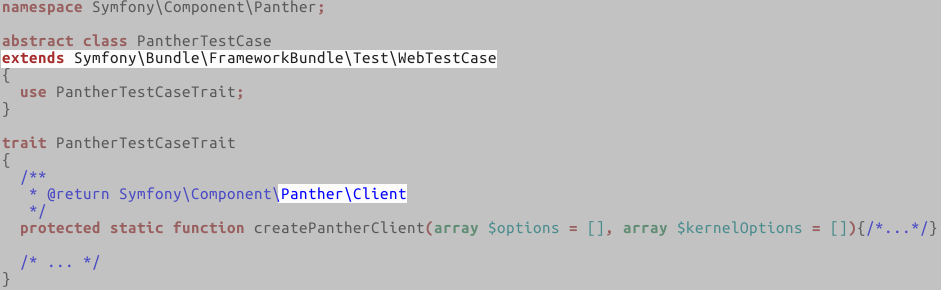 namespace Symfony\Component\Panther;
abstract class PantherTestCase
extends Symfony\Bundle\FrameworkBundle\Test\WebTestCase
{
  use PantherTestCaseTrait;
}
trait PantherTestCaseTrait
{
  /**
   * @return Symfony\Component\Panther\Client
   */
  protected static function createPantherClient(array $options = [], array $kernelOptions = []){/*...*/}
  /* ... */
}